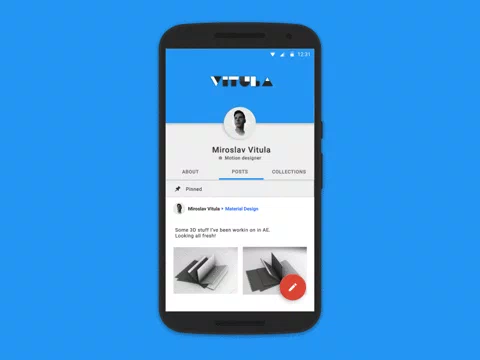 12:31
VITULA
Miroslav Vitula
Motion designer
ABOUT POSTS COLLECTIONS
Pinned
Miroslav Vitula ▸ Material Design
Some 3D stuff I've been workin on in AE.
Looking all fresh!